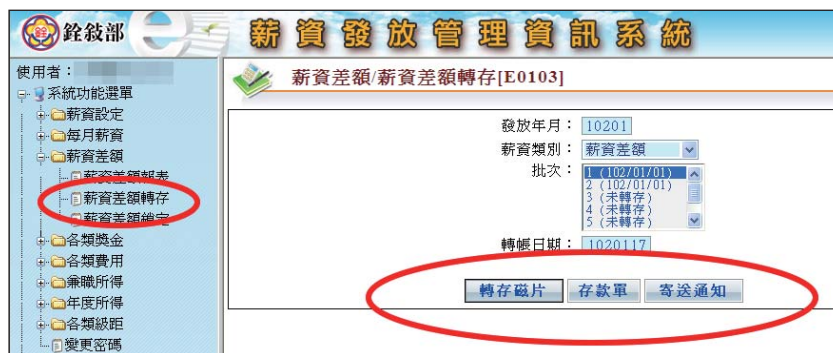 銓敍部
薪資發放管理資訊系統
使用者：
系統功能選單
薪資設定
每月薪資
薪資差額
薪資差額報表
薪資差額轉存
薪資差額鎖定
各類獎金
各類費用
兼職所得
年度所得
各類級距
變更密碼
薪資差額/薪資差額轉存[E0103]
發放年月： 10201
薪資類別： 薪資差額
批次： 1 (102/01/01)
2 (102/01/01)
3 (未轉存)
4 (未轉存)
5 (未轉存)
轉帳日期： 1020117
轉存磁片 存款單 寄送通知